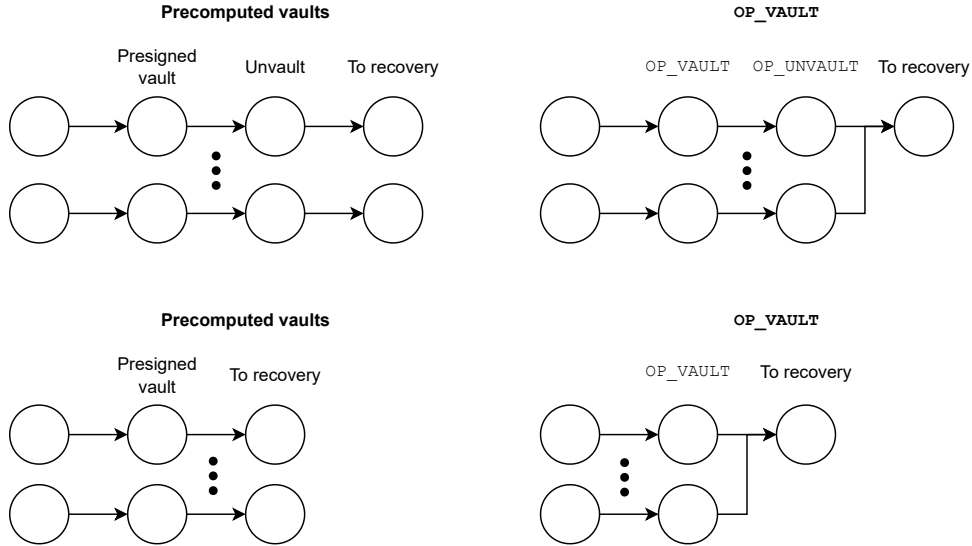 Precomputed vaults
OP_VAULT
Presigned
vault
Unvault
To recovery
OP_VAULT
OP_UNVAULT
To recovery
Precomputed vaults
OP_VAULT
Presigned
vault
To recovery
OP_VAULT
To recovery